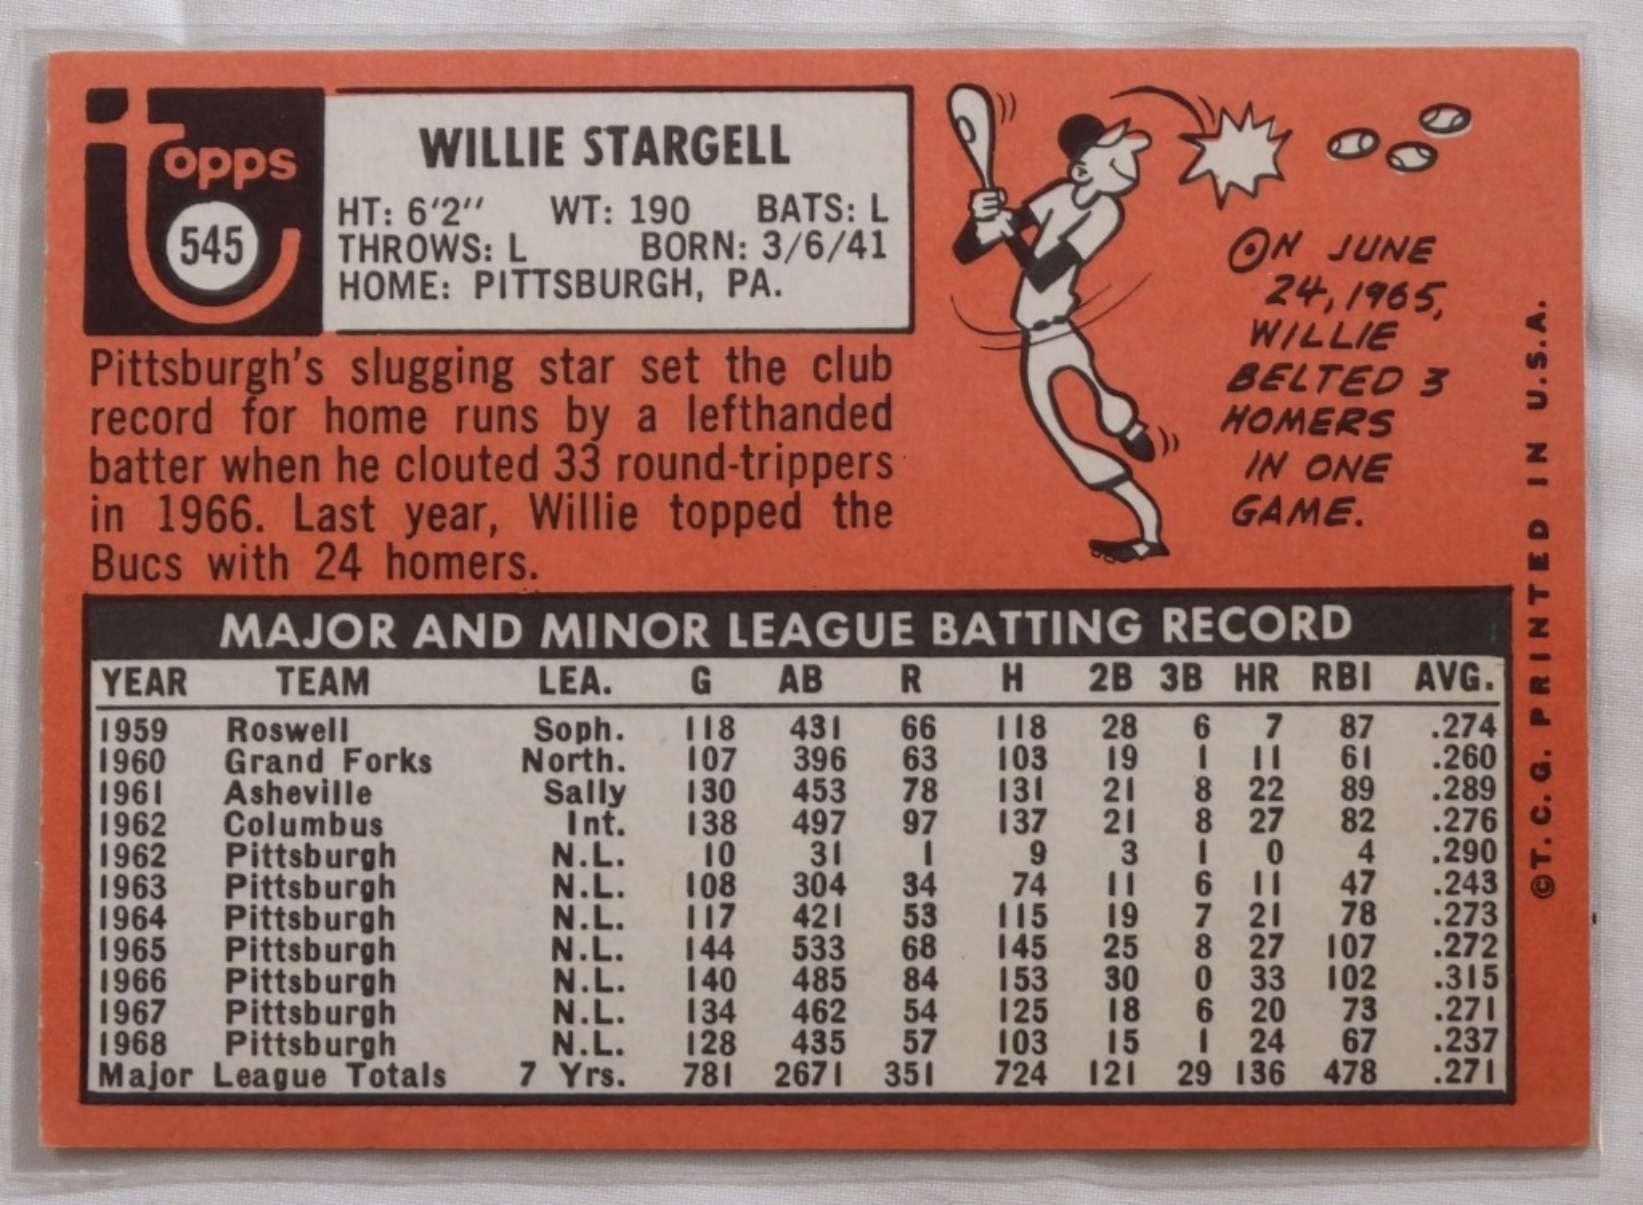 Topps
545
WILLIE STARGELL
HT: 6'2" WT: 190 BATS: L
THROWS: L BORN: 3/6/41
HOME: PITTSBURGH, PA.
Pittsburgh's slugging star set the club
record for home runs by a lefthanded
batter when he clouted 33 round-trippers
in 1966. Last year, Willie topped the
Bucs with 24 homers.
ON JUNE
24, 1965,
WILLIE
BELTED 3
HOMERS
IN ONE
GAME.
MAJOR AND MINOR LEAGUE BATTING RECORD
YEAR TEAM LEA. G AB R H 2B 3B HR RBI AVG.
1959 Roswell Soph. 118 431 66 118 28 6 7 87 .274
1960 Grand Forks North. 107 396 63 103 19 1 11 61 .260
1961 Asheville Sally 130 453 78 131 21 8 22 89 .289
1962 Columbus Int. 138 497 97 137 21 8 27 82 .276
1962 Pittsburgh N.L. 10 31 1 9 3 1 0 4 .290
1963 Pittsburgh N.L. 108 304 34 74 11 6 11 47 .243
1964 Pittsburgh N.L. 117 421 53 115 19 7 21 78 .273
1965 Pittsburgh N.L. 144 533 68 145 25 8 27 107 .272
1966 Pittsburgh N.L. 140 485 84 153 30 0 33 102 .315
1967 Pittsburgh N.L. 134 462 54 125 18 6 20 73 .271
1968 Pittsburgh N.L. 128 435 57 103 15 1 24 67 .237
Major League Totals 7 Yrs. 781 2671 351 724 121 29 136 478 .271
©T. C. G. PRINTED IN U.S.A.